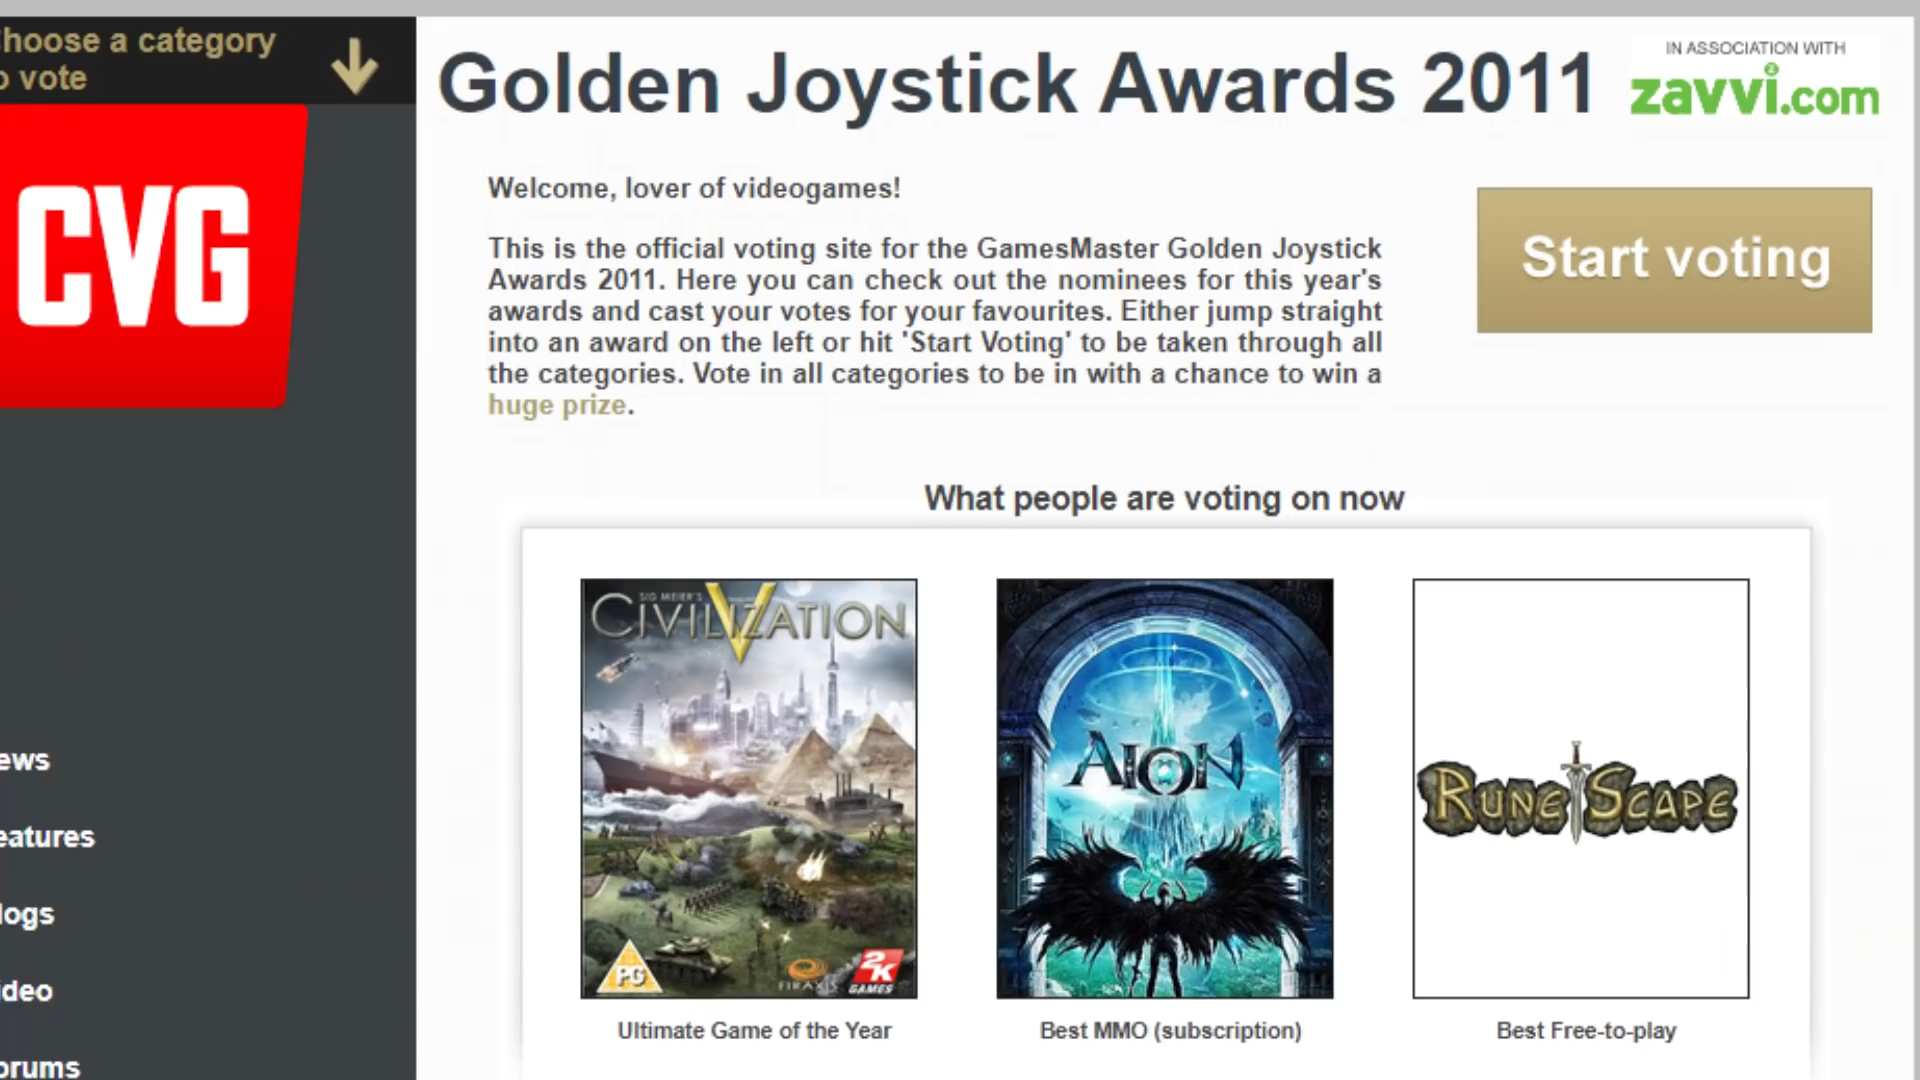 hoose a category
o vote
CVG
ews
eatures
logs
ideo
orums
Golden Joystick Awards 2011
IN ASSOCIATION WITH
zavvi.com
Welcome, lover of videogames!
This is the official voting site for the GamesMaster Golden Joystick
Awards 2011. Here you can check out the nominees for this year's
awards and cast your votes for your favourites. Either jump straight
into an award on the left or hit 'Start Voting' to be taken through all
the categories. Vote in all categories to be in with a chance to win a
huge prize.
Start voting
What people are voting on now
SID MEIER'S
CIVILIZATION
V
PG
FIRAXIS
2K
GAMES
Ultimate Game of the Year
AION
Best MMO (subscription)
RUNESCAPE
Best Free-to-play